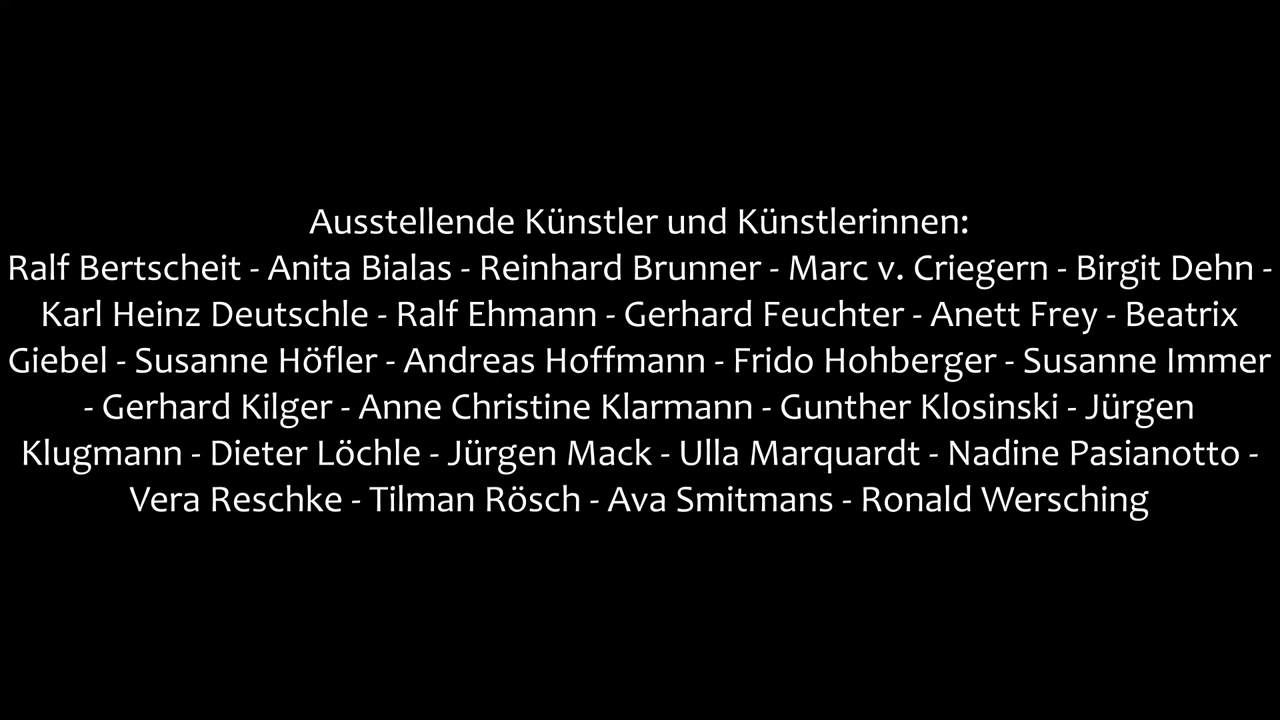 Ausstellende Künstler und Künstlerinnen:
Ralf Bertscheit - Anita Bialas - Reinhard Brunner - Marc v. Criegern - Birgit Dehn -
Karl Heinz Deutschle - Ralf Ehmann - Gerhard Feuchter - Anett Frey - Beatrix
Giebel - Susanne Höfler - Andreas Hoffmann - Frido Hohberger - Susanne Immer
- Gerhard Kilger - Anne Christine Klarmann - Gunther Klosinski - Jürgen
Klugmann - Dieter Löchle - Jürgen Mack - Ulla Marquardt - Nadine Pasianotto -
Vera Reschke - Tilman Rösch - Ava Smitmans - Ronald Wersching